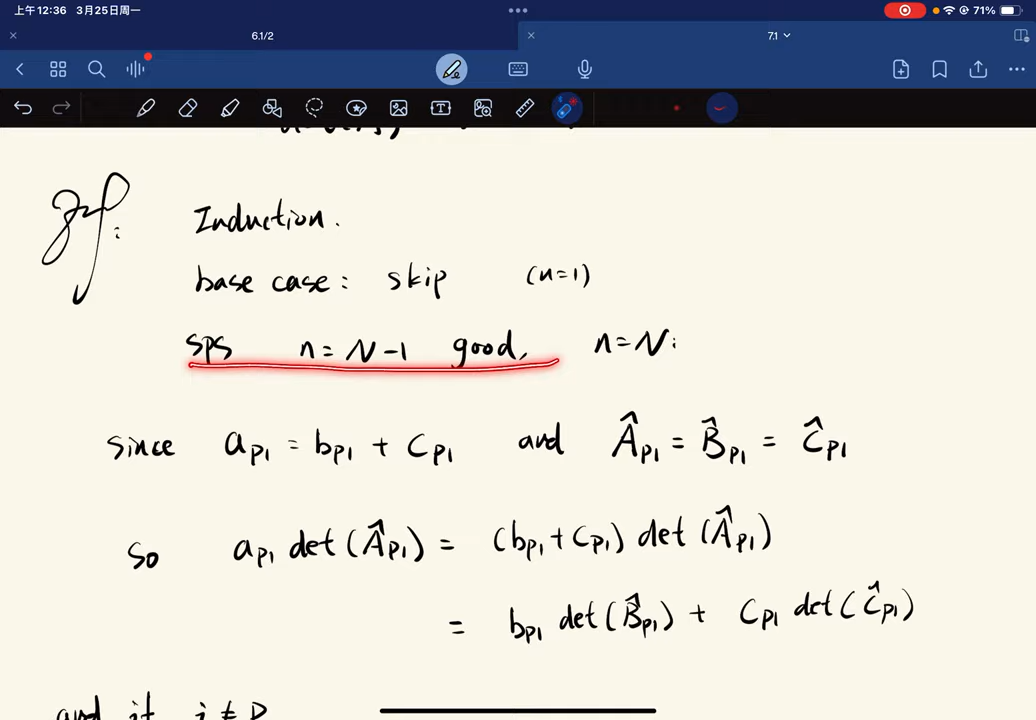 上午12:36 3月25日周一
71%
6.1/2
7.1
Induction.
base case: skip (n=1)
sps n = N-1 good, n=N:
since a_{p1} = b_{p1} + c_{p1} and Â_{p1} = B̂_{p1} = Ĉ_{p1}
so a_{p1} det(Â_{p1}) = (b_{p1} + c_{p1}) det(Â_{p1})
= b_{p1} det(B̂_{p1}) + c_{p1} det(Ĉ_{p1})
and if i ≠ p